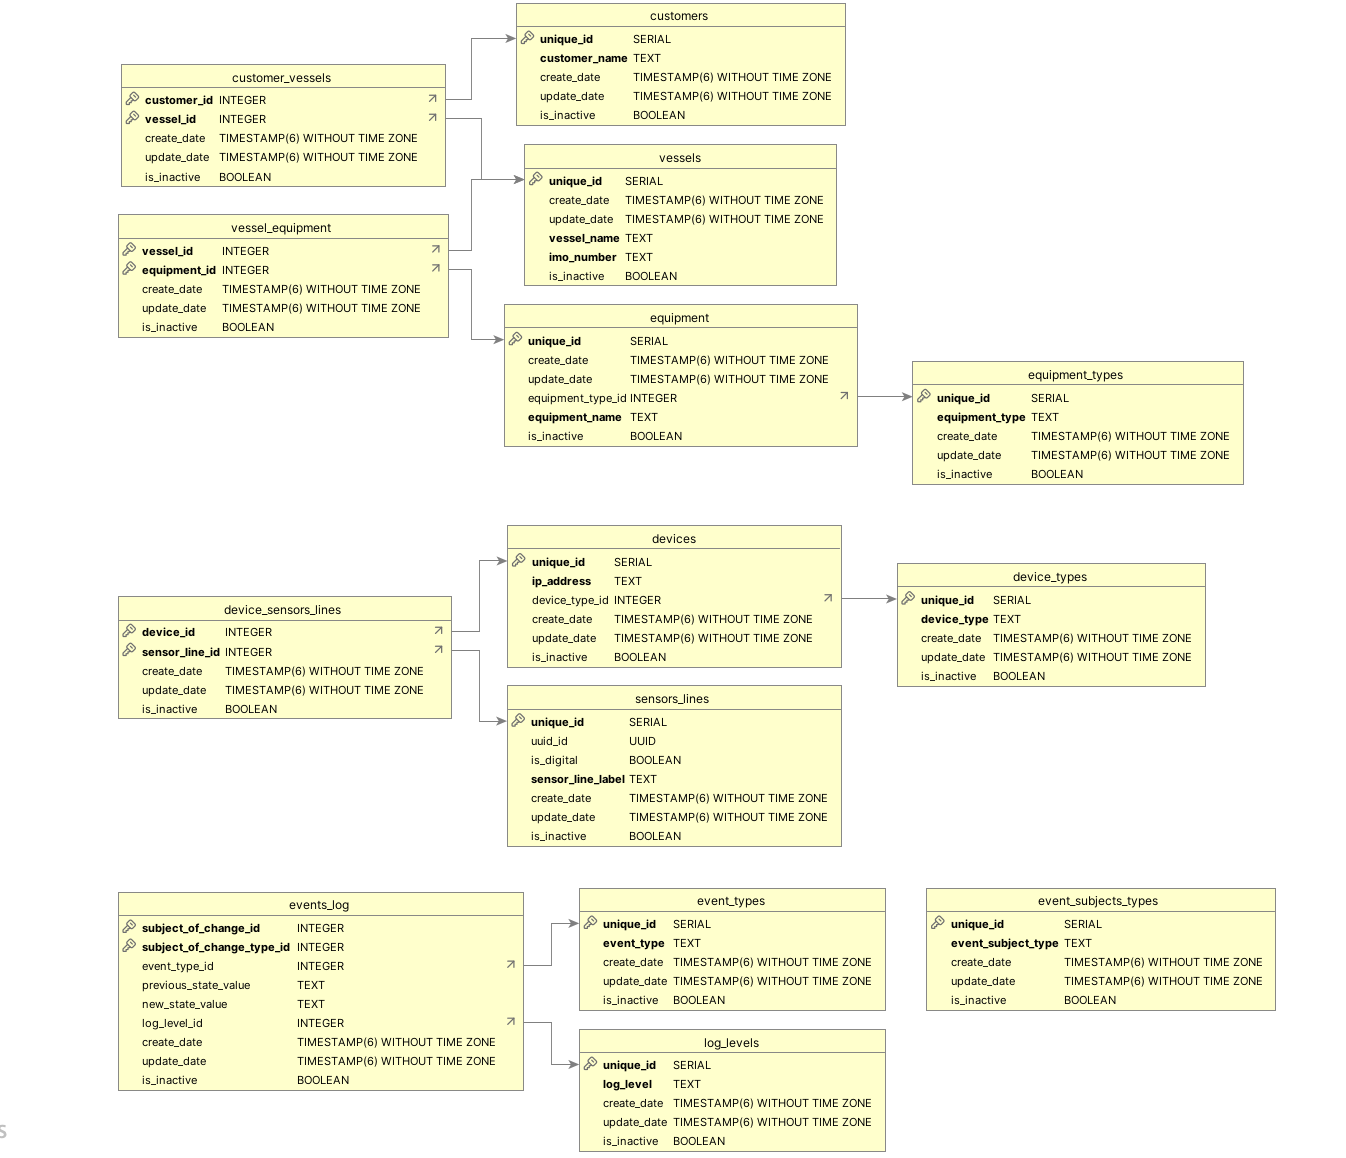 customers
unique_id SERIAL
customer_name TEXT
create_date TIMESTAMP(6) WITHOUT TIME ZONE
update_date TIMESTAMP(6) WITHOUT TIME ZONE
is_inactive BOOLEAN
customer_vessels
customer_id INTEGER
vessel_id INTEGER
create_date TIMESTAMP(6) WITHOUT TIME ZONE
update_date TIMESTAMP(6) WITHOUT TIME ZONE
is_inactive BOOLEAN
vessels
unique_id SERIAL
create_date TIMESTAMP(6) WITHOUT TIME ZONE
update_date TIMESTAMP(6) WITHOUT TIME ZONE
vessel_name TEXT
imo_number TEXT
is_inactive BOOLEAN
vessel_equipment
vessel_id INTEGER
equipment_id INTEGER
create_date TIMESTAMP(6) WITHOUT TIME ZONE
update_date TIMESTAMP(6) WITHOUT TIME ZONE
is_inactive BOOLEAN
equipment
unique_id SERIAL
create_date TIMESTAMP(6) WITHOUT TIME ZONE
update_date TIMESTAMP(6) WITHOUT TIME ZONE
equipment_type_id INTEGER
equipment_name TEXT
is_inactive BOOLEAN
equipment_types
unique_id SERIAL
equipment_type TEXT
create_date TIMESTAMP(6) WITHOUT TIME ZONE
update_date TIMESTAMP(6) WITHOUT TIME ZONE
is_inactive BOOLEAN
devices
unique_id SERIAL
ip_address TEXT
device_type_id INTEGER
create_date TIMESTAMP(6) WITHOUT TIME ZONE
update_date TIMESTAMP(6) WITHOUT TIME ZONE
is_inactive BOOLEAN
device_types
unique_id SERIAL
device_type TEXT
create_date TIMESTAMP(6) WITHOUT TIME ZONE
update_date TIMESTAMP(6) WITHOUT TIME ZONE
is_inactive BOOLEAN
device_sensors_lines
device_id INTEGER
sensor_line_id INTEGER
create_date TIMESTAMP(6) WITHOUT TIME ZONE
update_date TIMESTAMP(6) WITHOUT TIME ZONE
is_inactive BOOLEAN
sensors_lines
unique_id SERIAL
uuid_id UUID
is_digital BOOLEAN
sensor_line_label TEXT
create_date TIMESTAMP(6) WITHOUT TIME ZONE
update_date TIMESTAMP(6) WITHOUT TIME ZONE
is_inactive BOOLEAN
events_log
subject_of_change_id INTEGER
subject_of_change_type_id INTEGER
event_type_id INTEGER
previous_state_value TEXT
new_state_value TEXT
log_level_id INTEGER
create_date TIMESTAMP(6) WITHOUT TIME ZONE
update_date TIMESTAMP(6) WITHOUT TIME ZONE
is_inactive BOOLEAN
event_types
unique_id SERIAL
event_type TEXT
create_date TIMESTAMP(6) WITHOUT TIME ZONE
update_date TIMESTAMP(6) WITHOUT TIME ZONE
is_inactive BOOLEAN
event_subjects_types
unique_id SERIAL
event_subject_type TEXT
create_date TIMESTAMP(6) WITHOUT TIME ZONE
update_date TIMESTAMP(6) WITHOUT TIME ZONE
is_inactive BOOLEAN
log_levels
unique_id SERIAL
log_level TEXT
create_date TIMESTAMP(6) WITHOUT TIME ZONE
update_date TIMESTAMP(6) WITHOUT TIME ZONE
is_inactive BOOLEAN